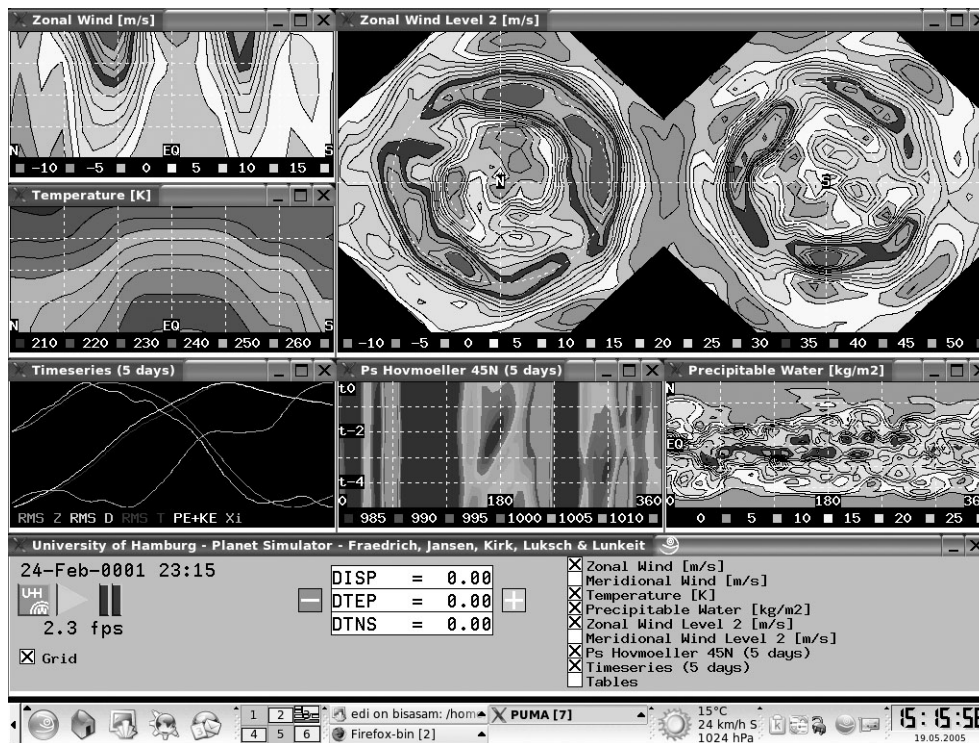 Zonal Wind [m/s]
N EQ S
-10 -5 0 5 10 15
Zonal Wind Level 2 [m/s]
N
-10 -5 0 5 10 15 20 25 30 35 40 45 50
Temperature [K]
N EQ S
210 220 230 240 250 260
Timeseries (5 days)
RMS Z RMS D RMS T PE+KE Xi
Ps Hovmoeller 45N (5 days)
t0
t-2
t-4
0 180 360
985 990 995 1000 1005 1010
Precipitable Water [kg/m2]
N
EQ
0 180
0 5 10 15 20 25
University of Hamburg - Planet Simulator - Fraedrich, Jansen, Kirk, Luksch & Lunkeit
24-Feb-0001 23:15
UH
2.3 fps
Grid
DISP = 0.00
DTEP = 0.00
DTNS = 0.00
Zonal Wind [m/s]
Meridional Wind [m/s]
Temperature [K]
Precipitable Water [kg/m2]
Zonal Wind Level 2 [m/s]
Meridional Wind Level 2 [m/s]
Ps Hovmoeller 45N (5 days)
Timeseries (5 days)
Tables
1 2
4 5 6
edi on bisasam: /hom
Firefox-bin [2]
PUMA [7]
15°C
24 km/h S
1024 hPa
19.05.2005